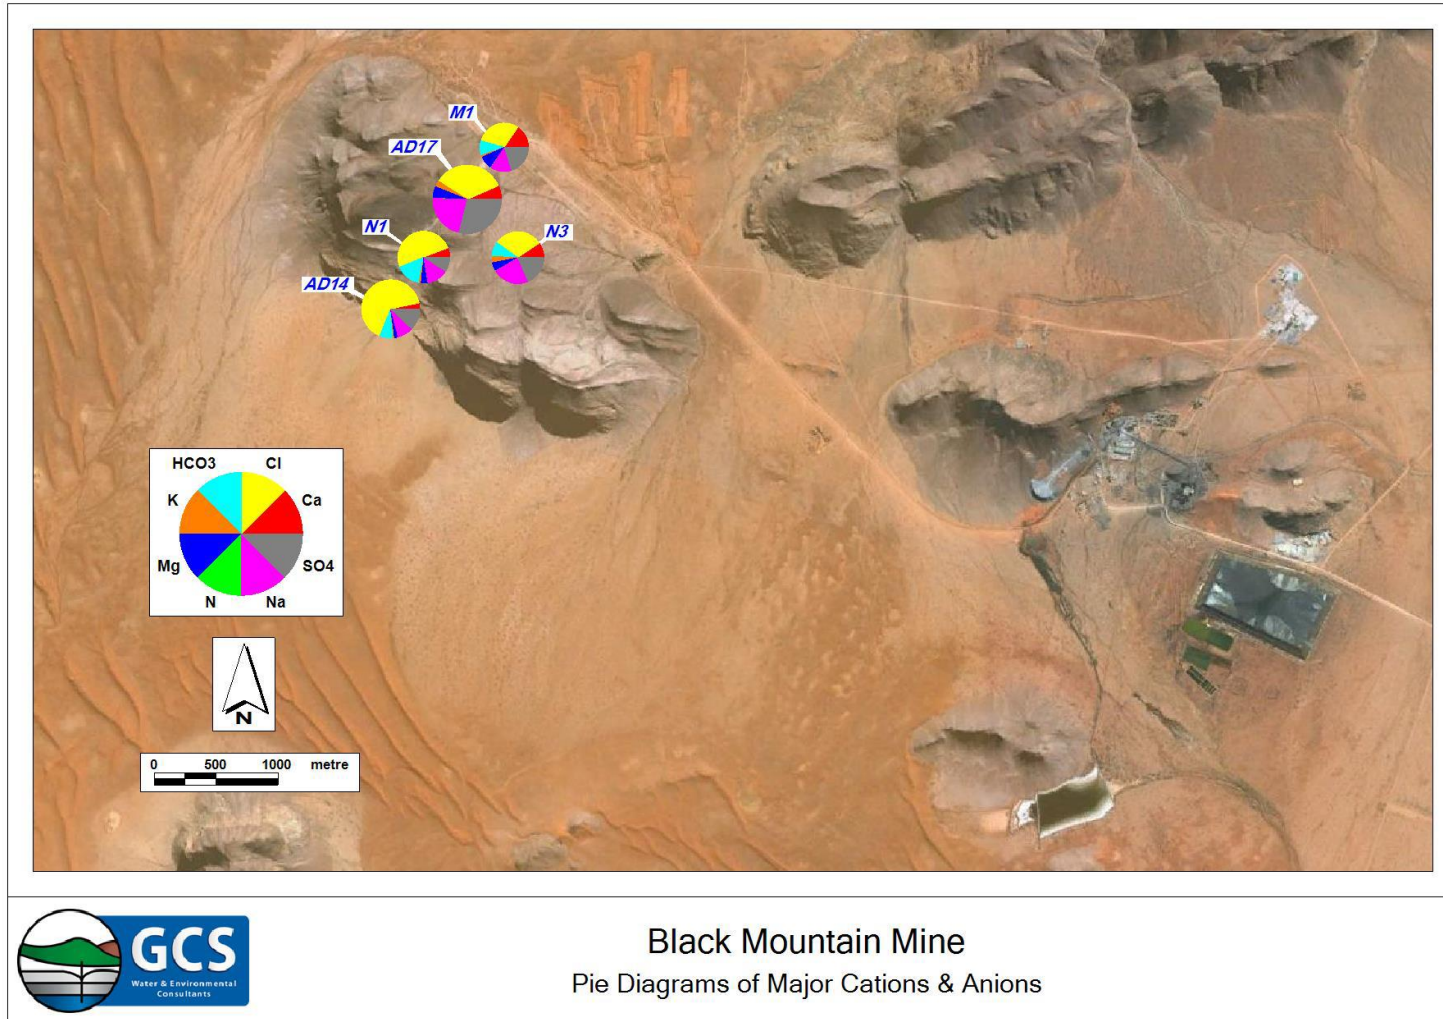 M1
AD17
N1
N3
AD14
HCO3 Cl
K Ca
Mg SO4
N Na
N
0 500 1000 metre
GCS
Water & Environmental
Consultants
Black Mountain Mine
Pie Diagrams of Major Cations & Anions